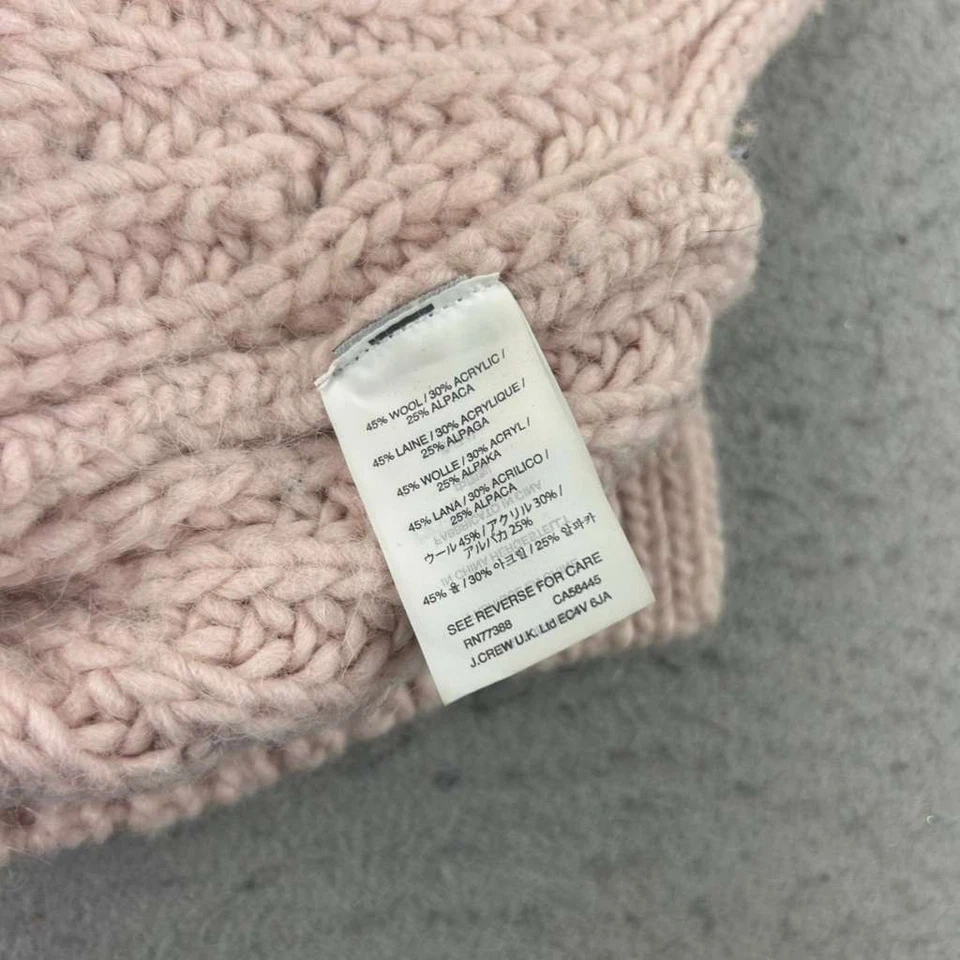 45% WOOL / 30% ACRYLIC /
25% ALPACA
45% LAINE / 30% ACRYLIQUE /
25% ALPAGA
45% WOLLE / 30% ACRYL /
25% ALPAKA
45% LANA / 30% ACRILICO /
25% ALPACA
ウール 45% / アクリル 30% /
アルパカ 25%
45% 울 / 30% 아크릴 / 25% 알파카
SEE REVERSE FOR CARE
RN77388 CA58445
J.CREW U.K. Ltd EC4V 6JA